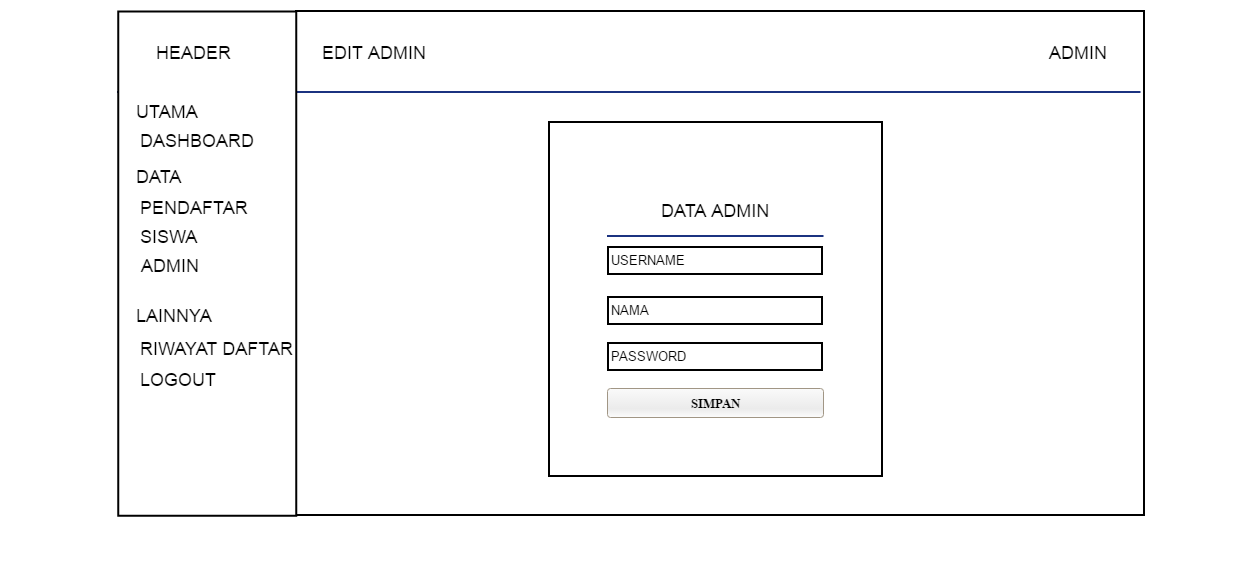 HEADER
EDIT ADMIN
ADMIN
UTAMA
DASHBOARD
DATA
PENDAFTAR
SISWA
ADMIN
LAINNYA
RIWAYAT DAFTAR
LOGOUT
DATA ADMIN
USERNAME
NAMA
PASSWORD
SIMPAN